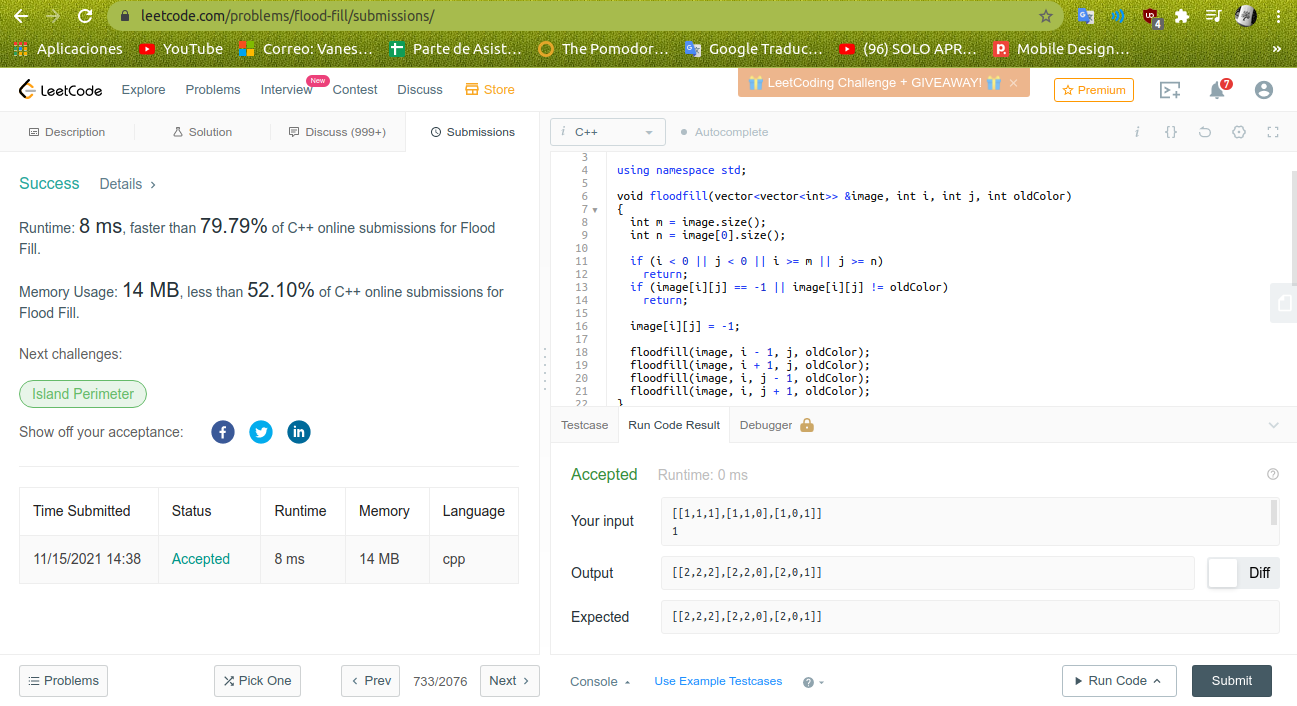 leetcode.com/problems/flood-fill/submissions/
4
Aplicaciones YouTube Correo: Vanes... Parte de Asist... The Pomodor... Google Traduc... (96) SOLO APR... Mobile Design... »
LeetCode Explore Problems Interview New Contest Discuss Store
LeetCoding Challenge + GIVEAWAY! ×
Premium 7
Description Solution Discuss (999+) Submissions
i C++ Autocomplete i {}
Success Details >
Runtime: 8 ms, faster than 79.79% of C++ online submissions for Flood
Fill.
Memory Usage: 14 MB, less than 52.10% of C++ online submissions for
Flood Fill.
Next challenges:
Island Perimeter
Show off your acceptance:
Time Submitted Status Runtime Memory Language
11/15/2021 14:38 Accepted 8 ms 14 MB cpp
3
4 using namespace std;
5
6 void floodfill(vector<vector<int>> &image, int i, int j, int oldColor)
7 {
8 int m = image.size();
9 int n = image[0].size();
10
11 if (i < 0 || j < 0 || i >= m || j >= n)
12 return;
13 if (image[i][j] == -1 || image[i][j] != oldColor)
14 return;
15
16 image[i][j] = -1;
17
18 floodfill(image, i - 1, j, oldColor);
19 floodfill(image, i + 1, j, oldColor);
20 floodfill(image, i, j - 1, oldColor);
21 floodfill(image, i, j + 1, oldColor);
22 }
Testcase Run Code Result Debugger
Accepted Runtime: 0 ms
Your input
[[1,1,1],[1,1,0],[1,0,1]]
1
Output [[2,2,2],[2,2,0],[2,0,1]] Diff
Expected [[2,2,2],[2,2,0],[2,0,1]]
Problems Pick One < Prev 733/2076 Next >
Console Use Example Testcases ? Run Code Submit